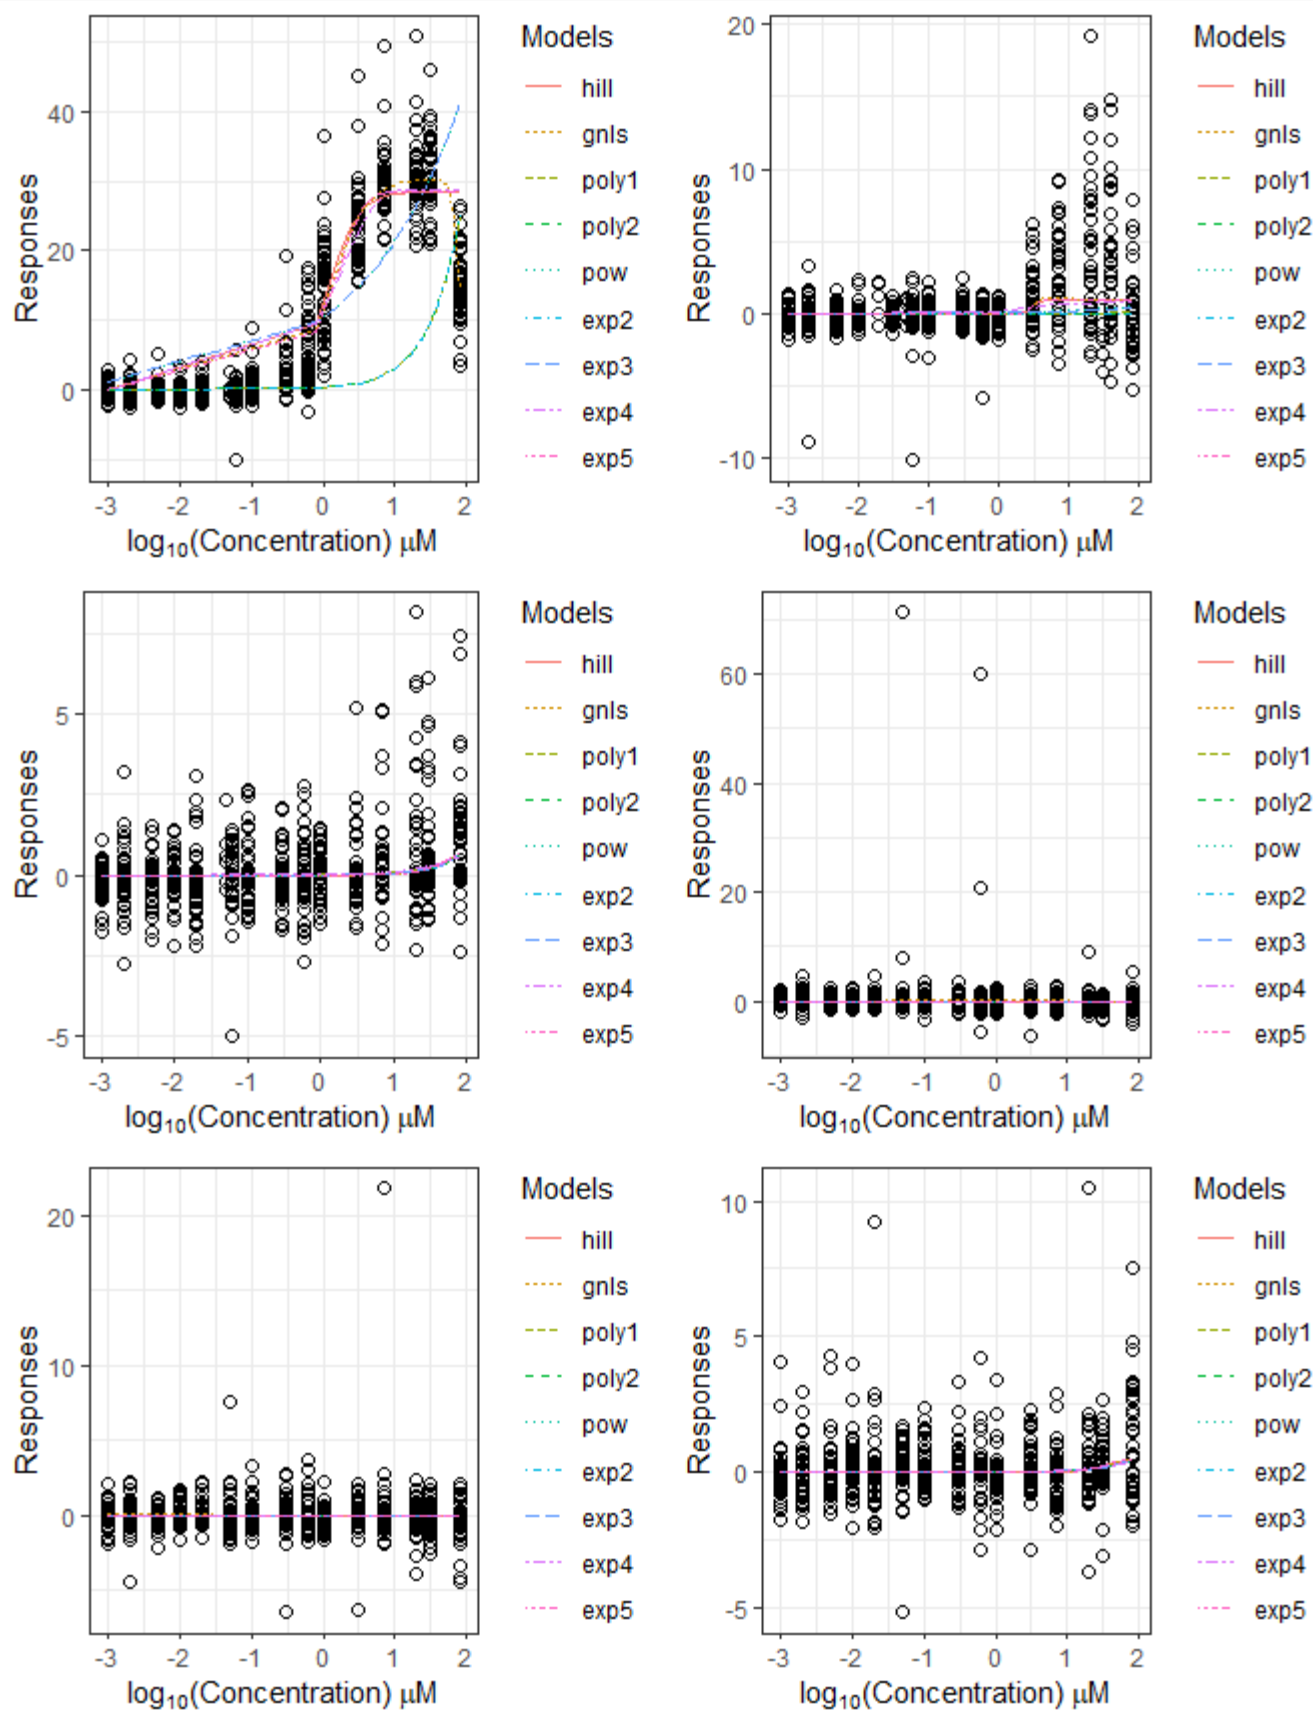 Responses
40
20
0
-3 -2 -1 0 1 2
log10(Concentration) μM
Models
hill
gnls
poly1
poly2
pow
exp2
exp3
exp4
exp5
Responses
20
10
0
-10
-3 -2 -1 0 1 2
log10(Concentration) μM
Models
hill
gnls
poly1
poly2
pow
exp2
exp3
exp4
exp5
Responses
5
0
-5
-3 -2 -1 0 1 2
log10(Concentration) μM
Models
hill
gnls
poly1
poly2
pow
exp2
exp3
exp4
exp5
Responses
60
40
20
0
-3 -2 -1 0 1 2
log10(Concentration) μM
Models
hill
gnls
poly1
poly2
pow
exp2
exp3
exp4
exp5
Responses
20
10
0
-3 -2 -1 0 1 2
log10(Concentration) μM
Models
hill
gnls
poly1
poly2
pow
exp2
exp3
exp4
exp5
Responses
10
5
0
-5
-3 -2 -1 0 1 2
log10(Concentration) μM
Models
hill
gnls
poly1
poly2
pow
exp2
exp3
exp4
exp5